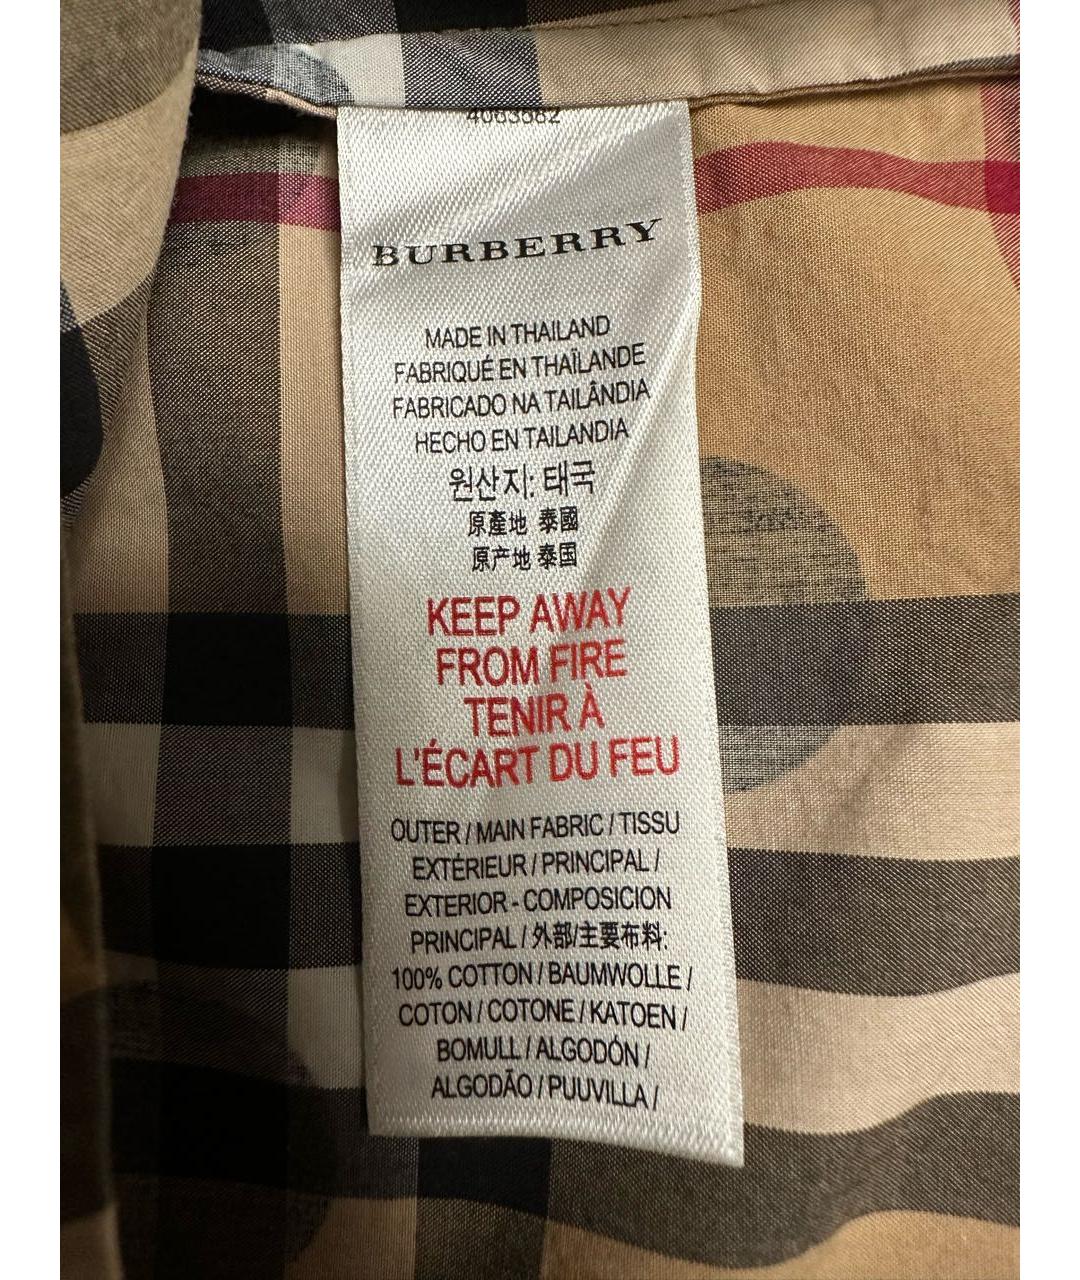 4063682
BURBERRY
MADE IN THAILAND
FABRIQUÉ EN THAÏLANDE
FABRICADO NA TAILÂNDIA
HECHO EN TAILANDIA
원산지: 태국
原產地 泰國
原产地 泰国
KEEP AWAY
FROM FIRE
TENIR À
L'ÉCART DU FEU
OUTER / MAIN FABRIC / TISSU
EXTÉRIEUR / PRINCIPAL /
EXTERIOR - COMPOSICION
PRINCIPAL / 外部/主要布料:
100% COTTON / BAUMWOLLE /
COTON / COTONE / KATOEN /
BOMULL / ALGODÓN /
ALGODÃO / PUUVILLA /